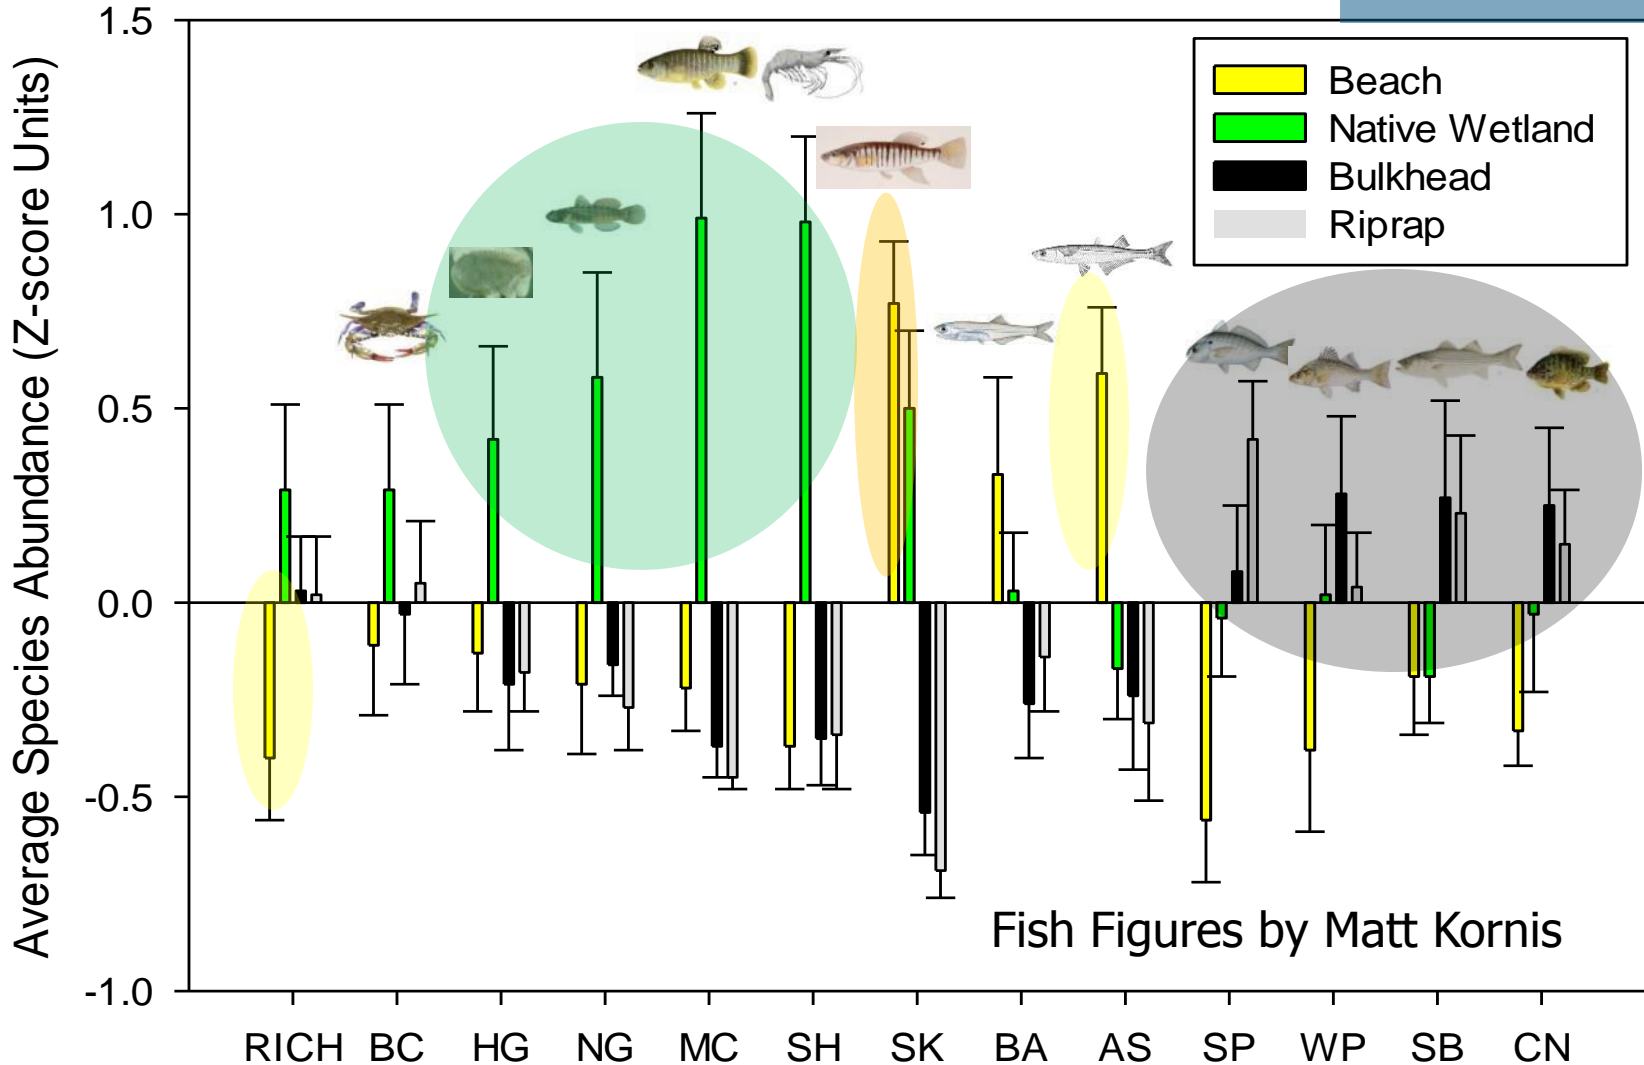 Average Species Abundance (Z-score Units)
1.5
1.0
0.5
0.0
-0.5
-1.0
Beach
Native Wetland
Bulkhead
Riprap
Fish Figures by Matt Kornis
RICH BC HG NG MC SH SK BA AS SP WP SB CN